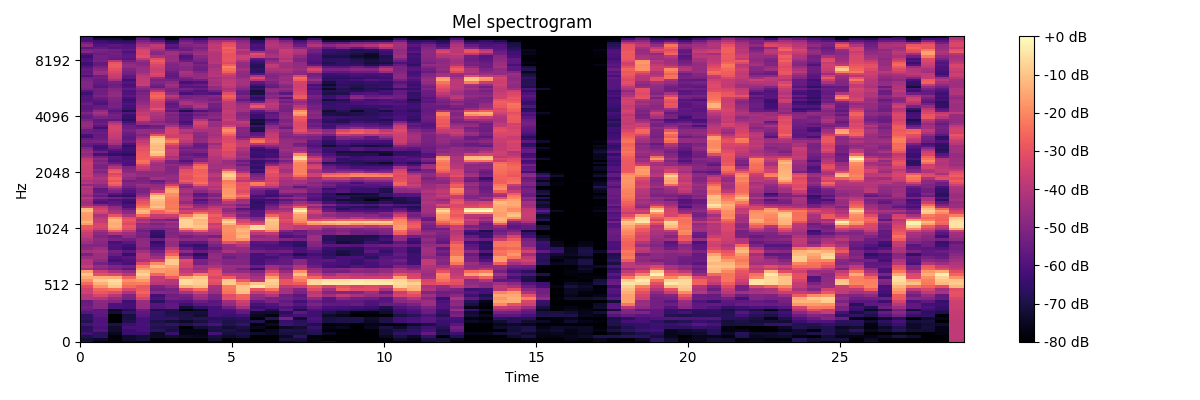 Mel spectrogram
Hz
8192
4096
2048
1024
512
0
0 5 10 15 20 25
Time
+0 dB
-10 dB
-20 dB
-30 dB
-40 dB
-50 dB
-60 dB
-70 dB
-80 dB